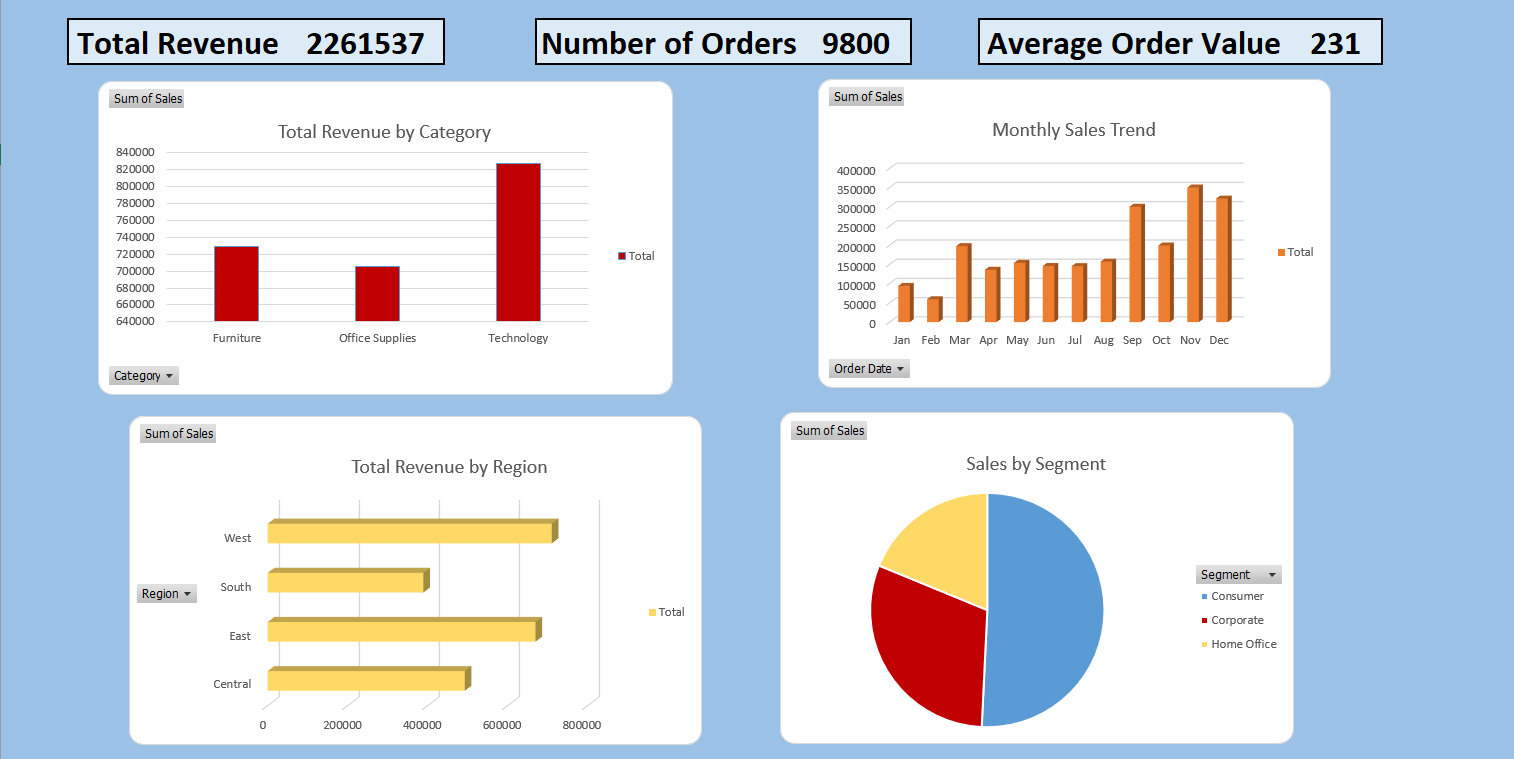 Total Revenue 2261537
Number of Orders 9800
Average Order Value 231
Sum of Sales
Total Revenue by Category
840000
820000
800000
780000
760000
740000
720000
700000
680000
660000
640000
Furniture Office Supplies Technology
Total
Category
Sum of Sales
Monthly Sales Trend
400000
350000
300000
250000
200000
150000
100000
50000
0
Jan Feb Mar Apr May Jun Jul Aug Sep Oct Nov Dec
Total
Order Date
Sum of Sales
Total Revenue by Region
West
South
East
Central
0 200000 400000 600000 800000
Region
Total
Sum of Sales
Sales by Segment
Segment
Consumer
Corporate
Home Office